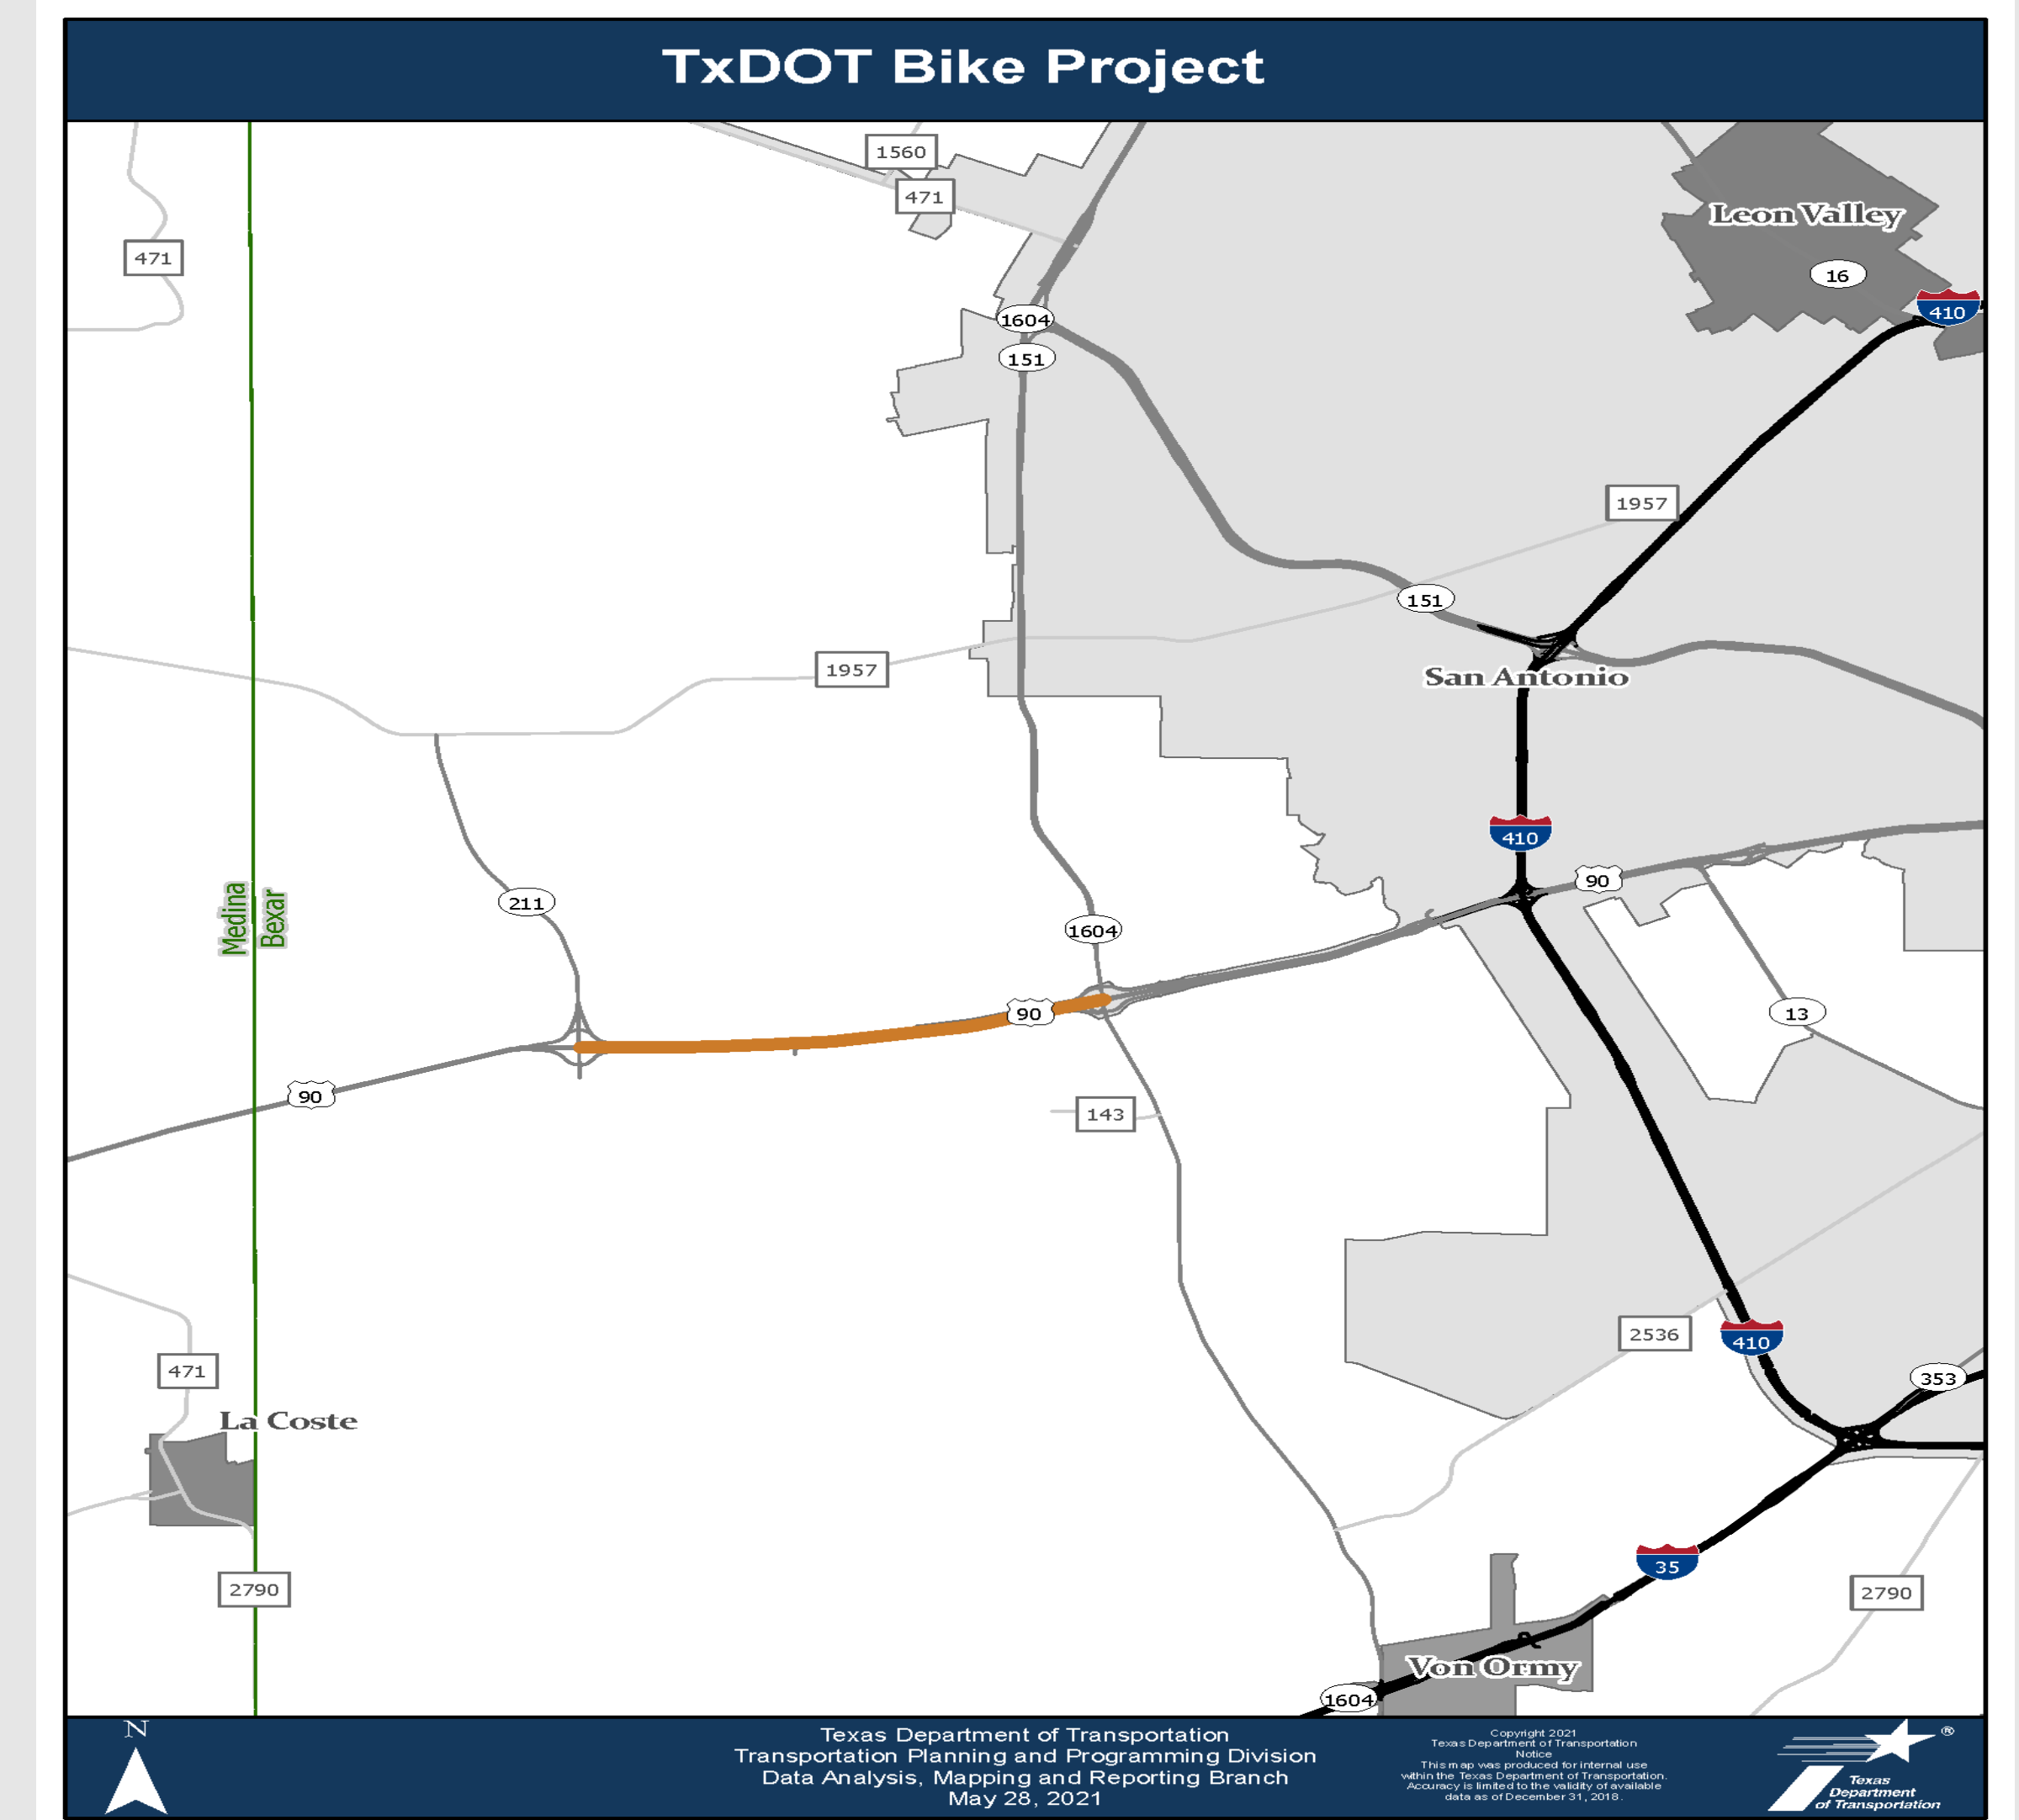 TxDOT Bike Project
1560
471
471
Leon Valley
16
410
1604
151
1957
151
1957
San Antonio
410
90
211
Medina
Bexar
1604
90
13
90
143
2536
410
353
471
La Coste
35
2790
2790
Von Ormy
1604
N
Texas Department of Transportation
Transportation Planning and Programming Division
Data Analysis, Mapping and Reporting Branch
May 28, 2021
Copyright 2021
Texas Department of Transportation
Notice
This map was produced for internal use
within the Texas Department of Transportation.
Accuracy is limited to the validity of available
data as of December 31, 2018.
®
Texas
Department
of Transportation